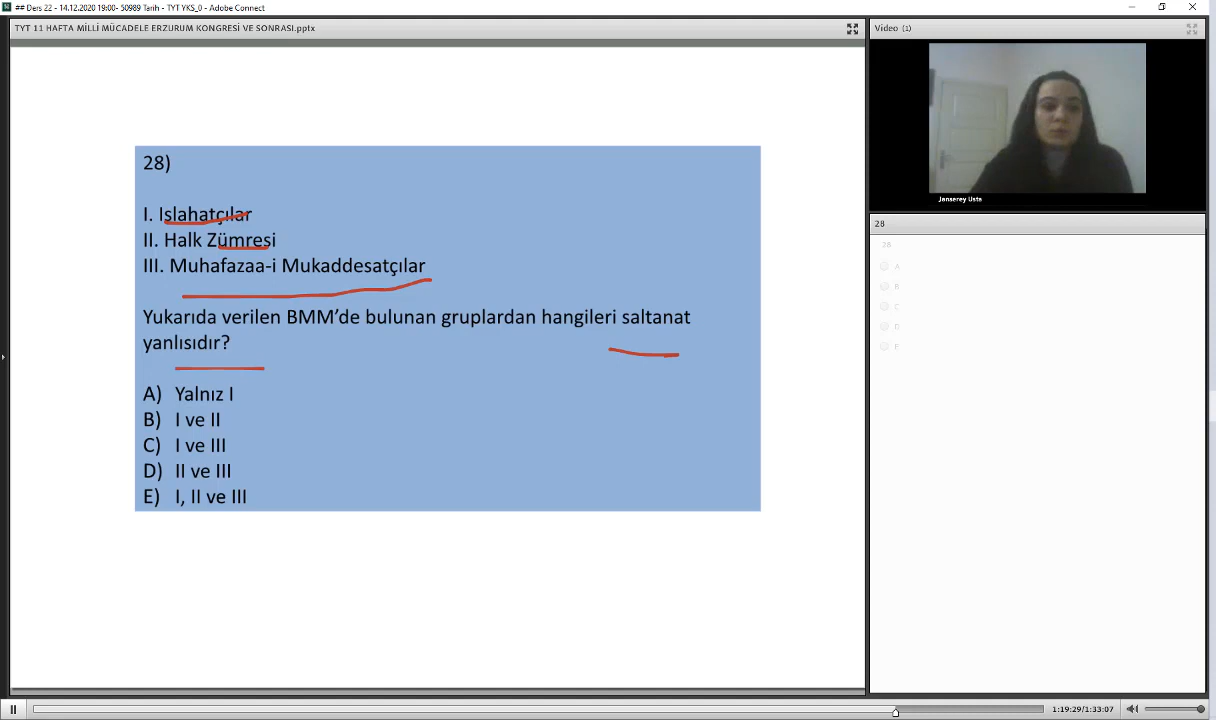 ## Ders 22 - 14.12.2020 19:00- 50989 Tarih - TYT YKS_0 - Adobe Connect
TYT 11 HAFTA MİLLİ MÜCADELE ERZURUM KONGRESİ VE SONRASI.pptx
Video (1)
Janserey Usta
28)
I. Islahatçılar
II. Halk Zümresi
III. Muhafazaa-i Mukaddesatçılar
Yukarıda verilen BMM’de bulunan gruplardan hangileri saltanat
yanlısıdır?
A) Yalnız I
B) I ve II
C) I ve III
D) II ve III
E) I, II ve III
28
28
A
B
C
D
E
1:19:29/1:33:07